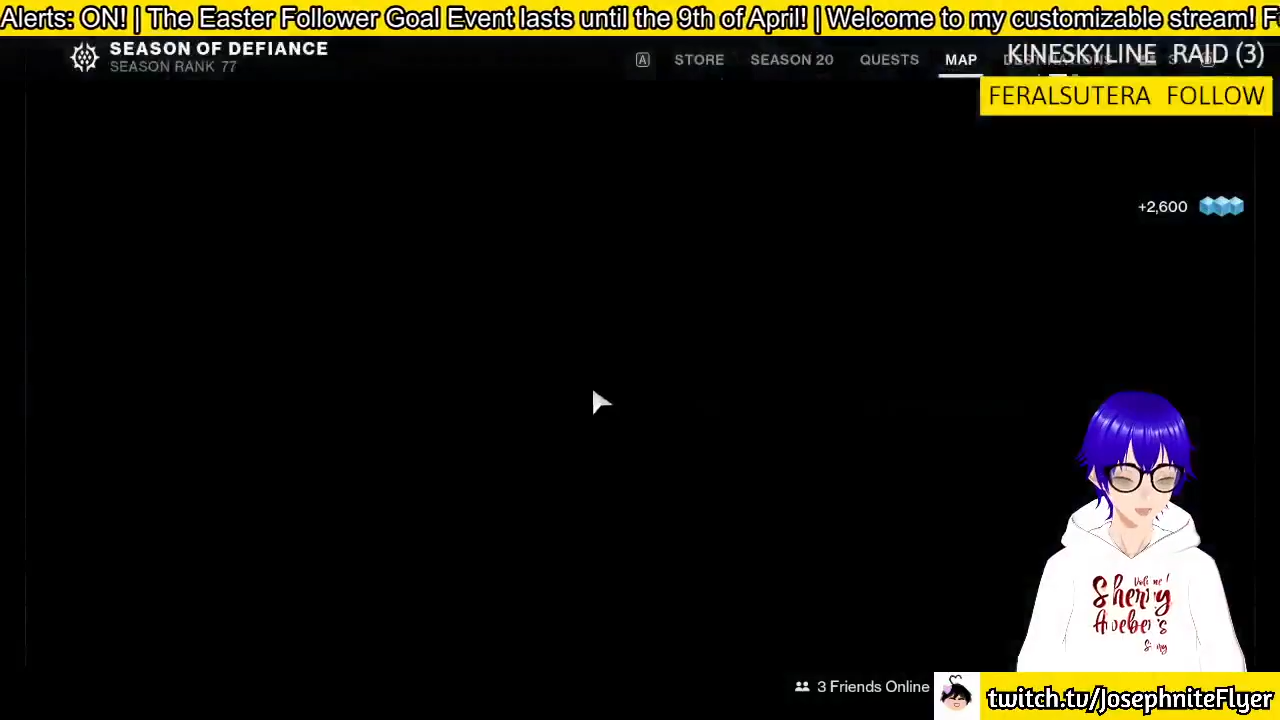 Alerts: ON! | The Easter Follower Goal Event lasts until the 9th of April! | Welcome to my customizable stream! F
SEASON OF DEFIANCE
SEASON RANK 77
A STORE SEASON 20 QUESTS MAP
KINESKYLINE RAID (3)
FERALSUTERA FOLLOW
+2,600
Sherry
3 Friends Online
twitch.tv/JosephniteFlyer